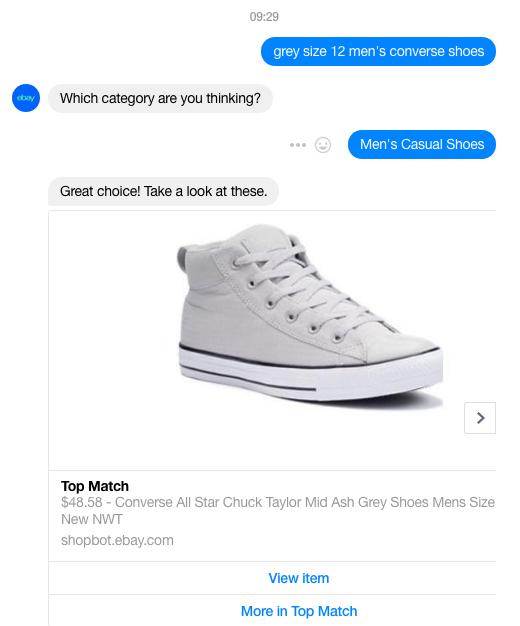 09:29
grey size 12 men's converse shoes
ebay
Which category are you thinking?
Men's Casual Shoes
Great choice! Take a look at these.
Top Match
$48.58 - Converse All Star Chuck Taylor Mid Ash Grey Shoes Mens Size
New NWT
shopbot.ebay.com
View item
More in Top Match